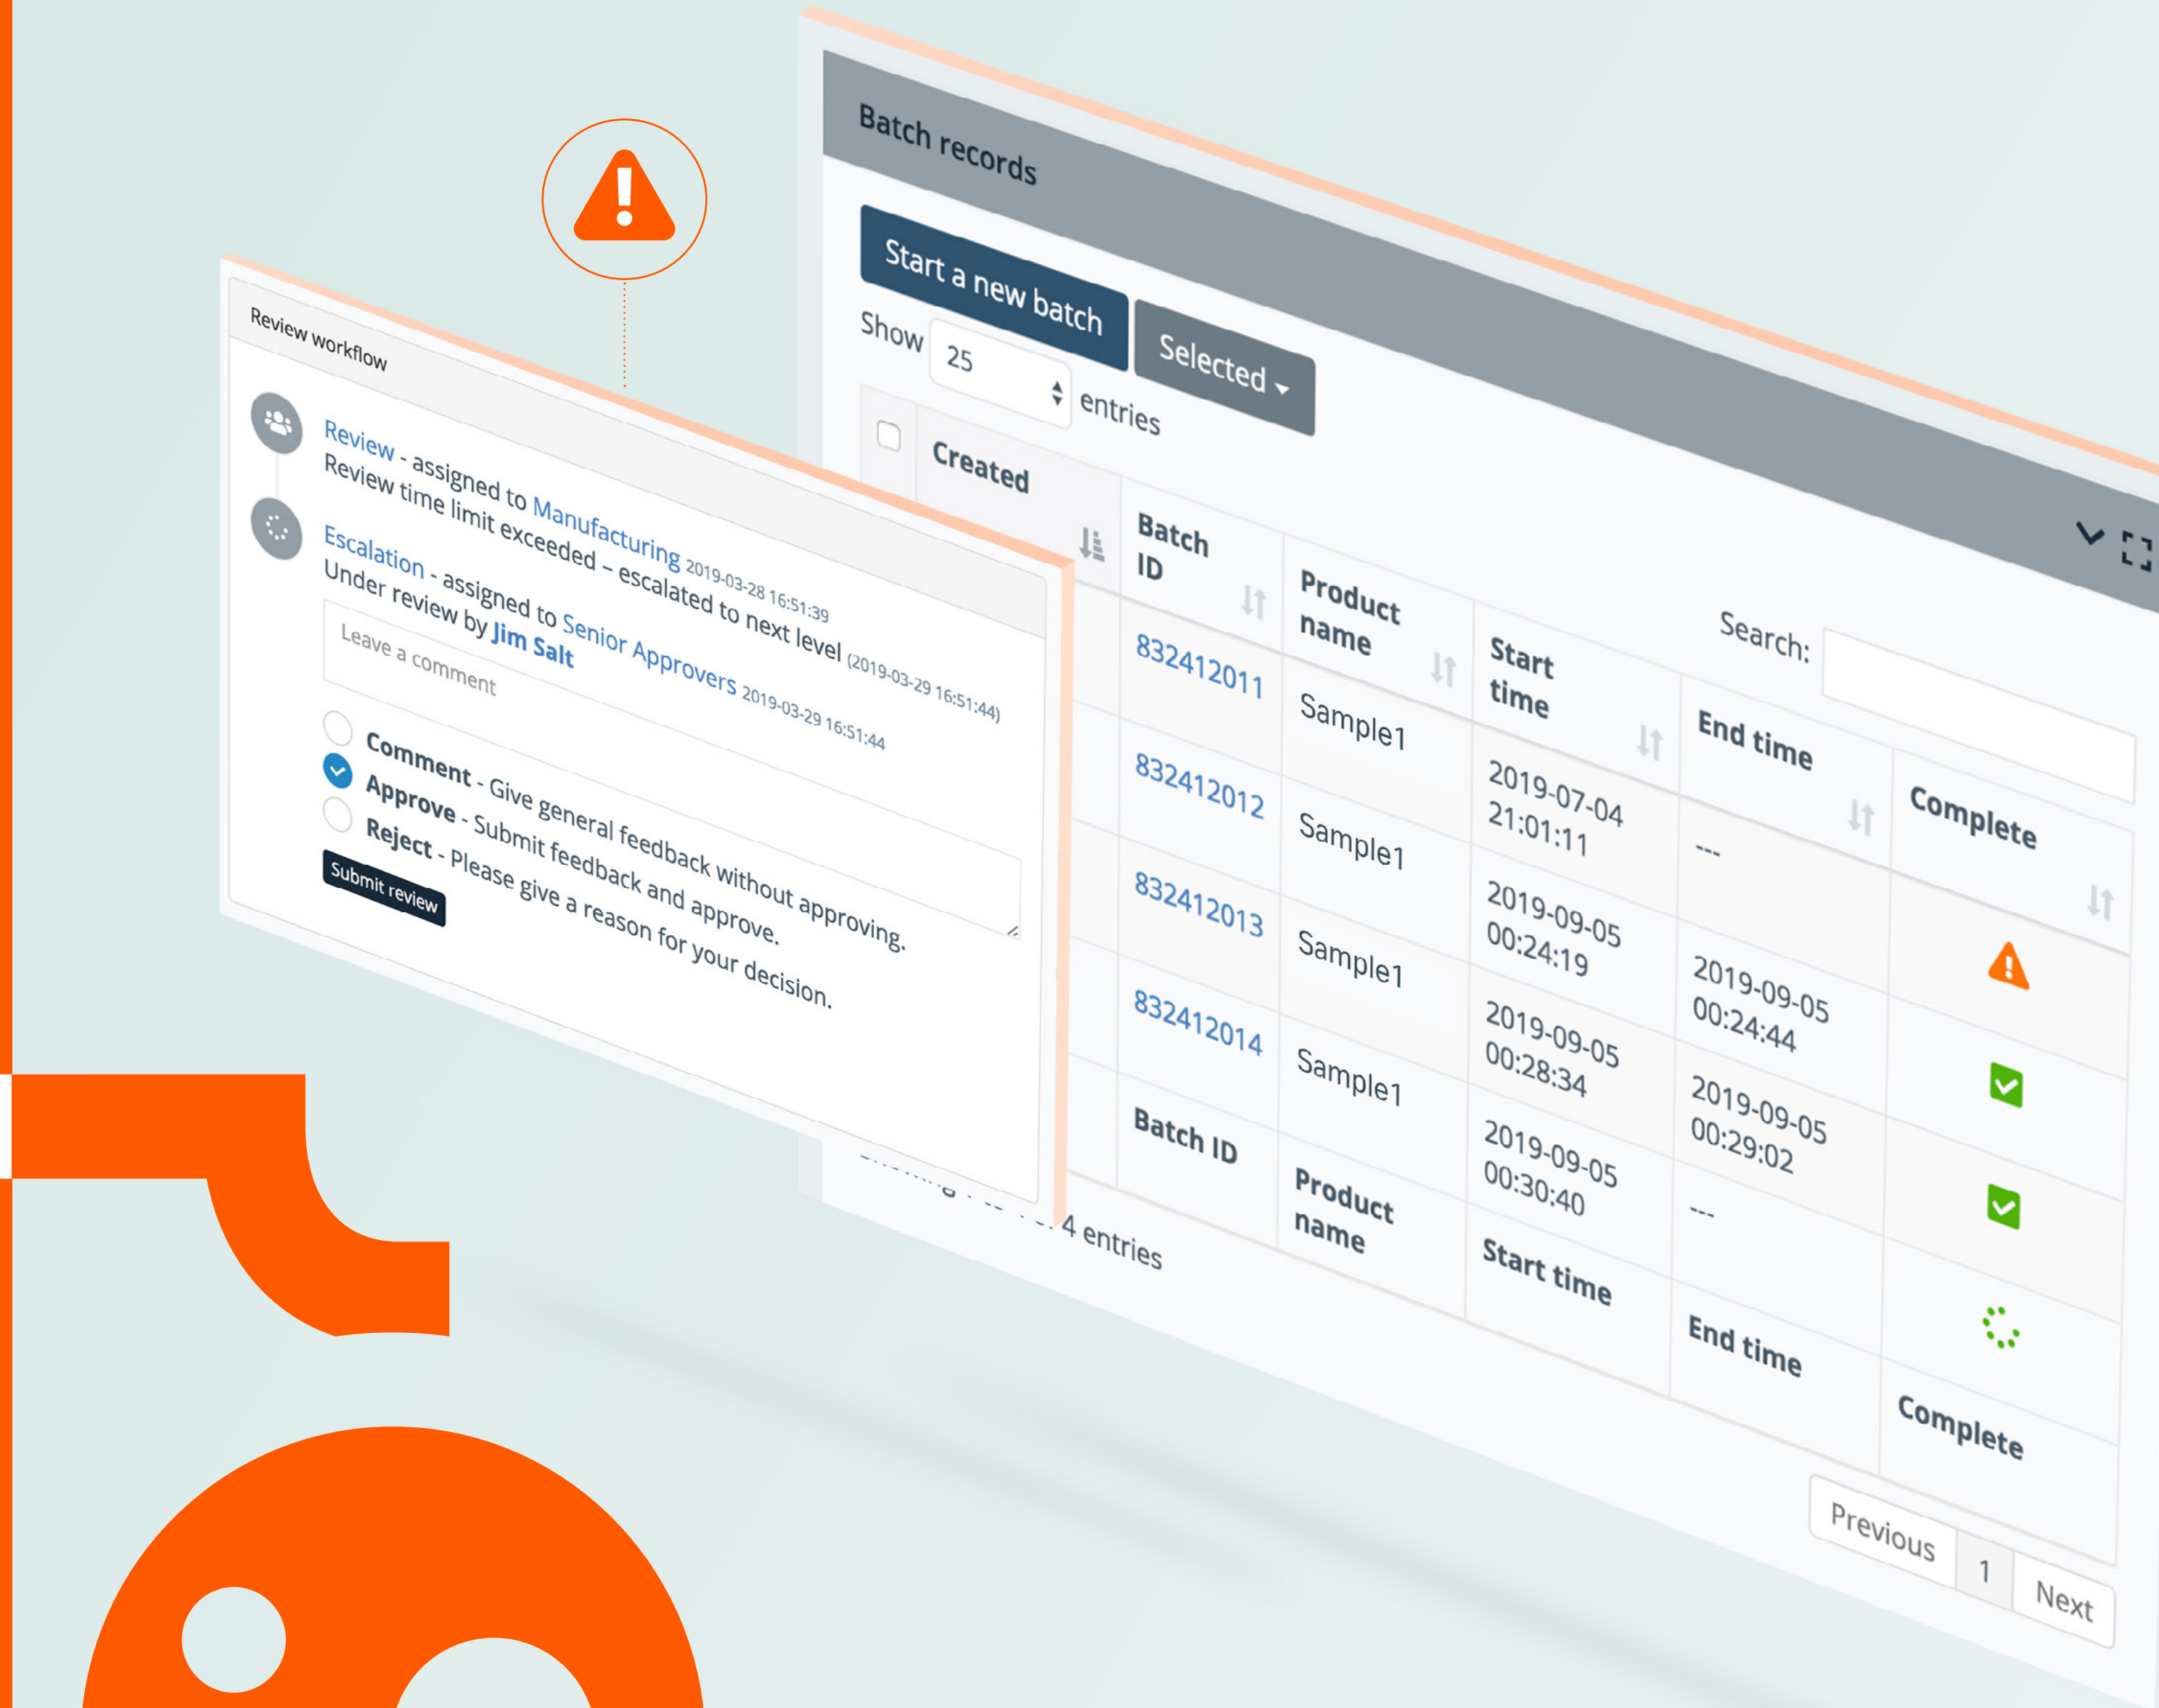 Batch records
Start a new batch
Selected
Show 25 entries
Search:
Created
Batch ID
Product name
Start time
End time
Complete
832412011
Sample1
2019-07-04 21:01:11
---
832412012
Sample1
2019-09-05 00:24:19
2019-09-05 00:24:44
832412013
Sample1
2019-09-05 00:28:34
2019-09-05 00:29:02
832412014
Sample1
2019-09-05 00:30:40
---
Batch ID
Product name
Start time
End time
Complete
4 entries
Previous
1
Next
Review workflow
Review - assigned to Manufacturing 2019-03-28 16:51:39
Review time limit exceeded – escalated to next level (2019-03-29 16:51:44)
Escalation - assigned to Senior Approvers 2019-03-29 16:51:44
Under review by Jim Salt
Leave a comment
Comment - Give general feedback without approving.
Approve - Submit feedback and approve.
Reject - Please give a reason for your decision.
Submit review